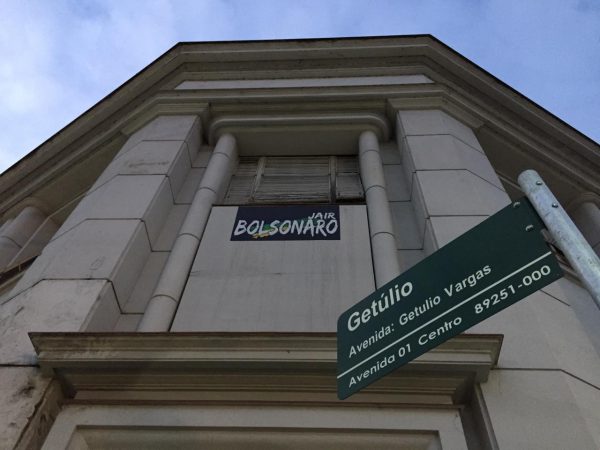 JAIR
BOLSONARO
Getúlio
Avenida: Getulio Vargas
Avenida 01 Centro 89251-000